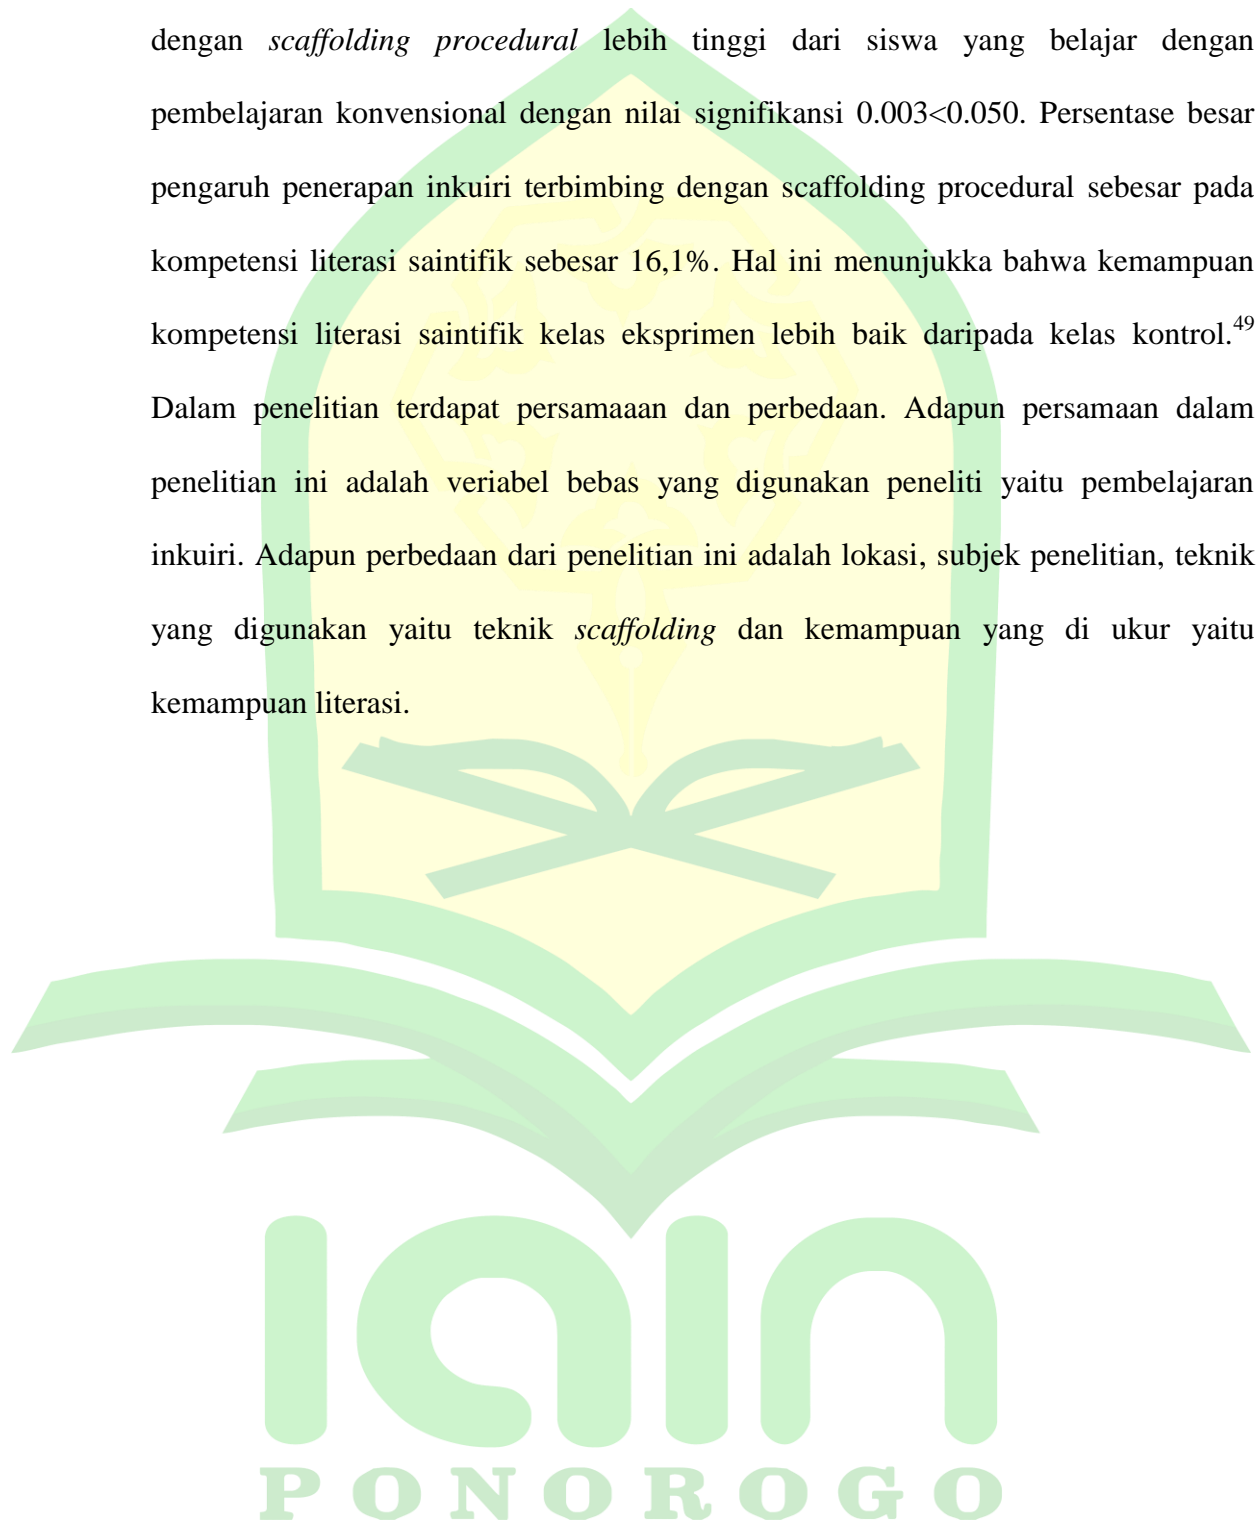 dengan scaffolding procedural lebih tinggi dari siswa yang belajar dengan
pembelajaran konvensional dengan nilai signifikansi 0.003<0.050. Persentase besar
pengaruh penerapan inkuiri terbimbing dengan scaffolding procedural sebesar pada
kompetensi literasi saintifik sebesar 16,1%. Hal ini menunjukka bahwa kemampuan
kompetensi literasi saintifik kelas eksprimen lebih baik daripada kelas kontrol.49
Dalam penelitian terdapat persamaaan dan perbedaan. Adapun persamaan dalam
penelitian ini adalah veriabel bebas yang digunakan peneliti yaitu pembelajaran
inkuiri. Adapun perbedaan dari penelitian ini adalah lokasi, subjek penelitian, teknik
yang digunakan yaitu teknik scaffolding dan kemampuan yang di ukur yaitu
kemampuan literasi.
iain
PONOROGO